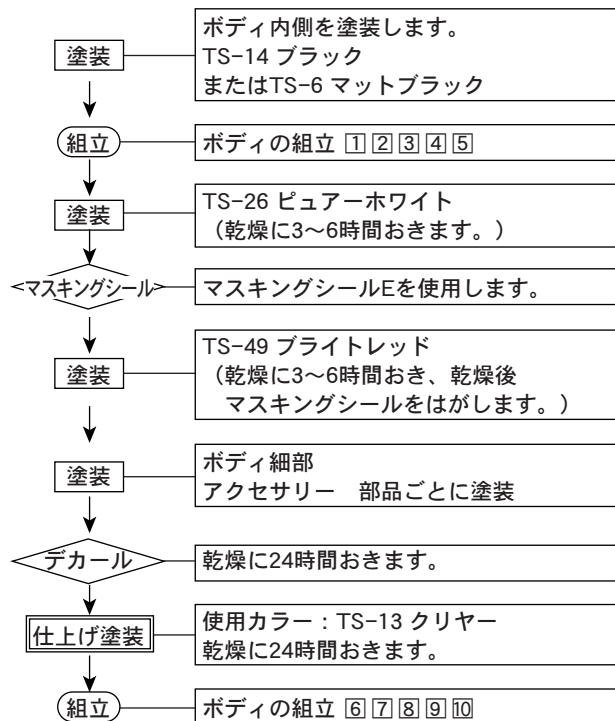 塗装
ボディ内側を塗装します。
TS-14 ブラック
またはTS-6 マットブラック
組立
ボディの組立 1 2 3 4 5
塗装
TS-26 ピュアーホワイト
（乾燥に3〜6時間おきます。）
マスキングシール
マスキングシールEを使用します。
塗装
TS-49 ブライトレッド
（乾燥に3〜6時間おき、乾燥後
マスキングシールをはがします。）
塗装
ボディ細部
アクセサリー　部品ごとに塗装
デカール
乾燥に24時間おきます。
仕上げ塗装
使用カラー：TS-13 クリヤー
乾燥に24時間おきます。
組立
ボディの組立 6 7 8 9 10